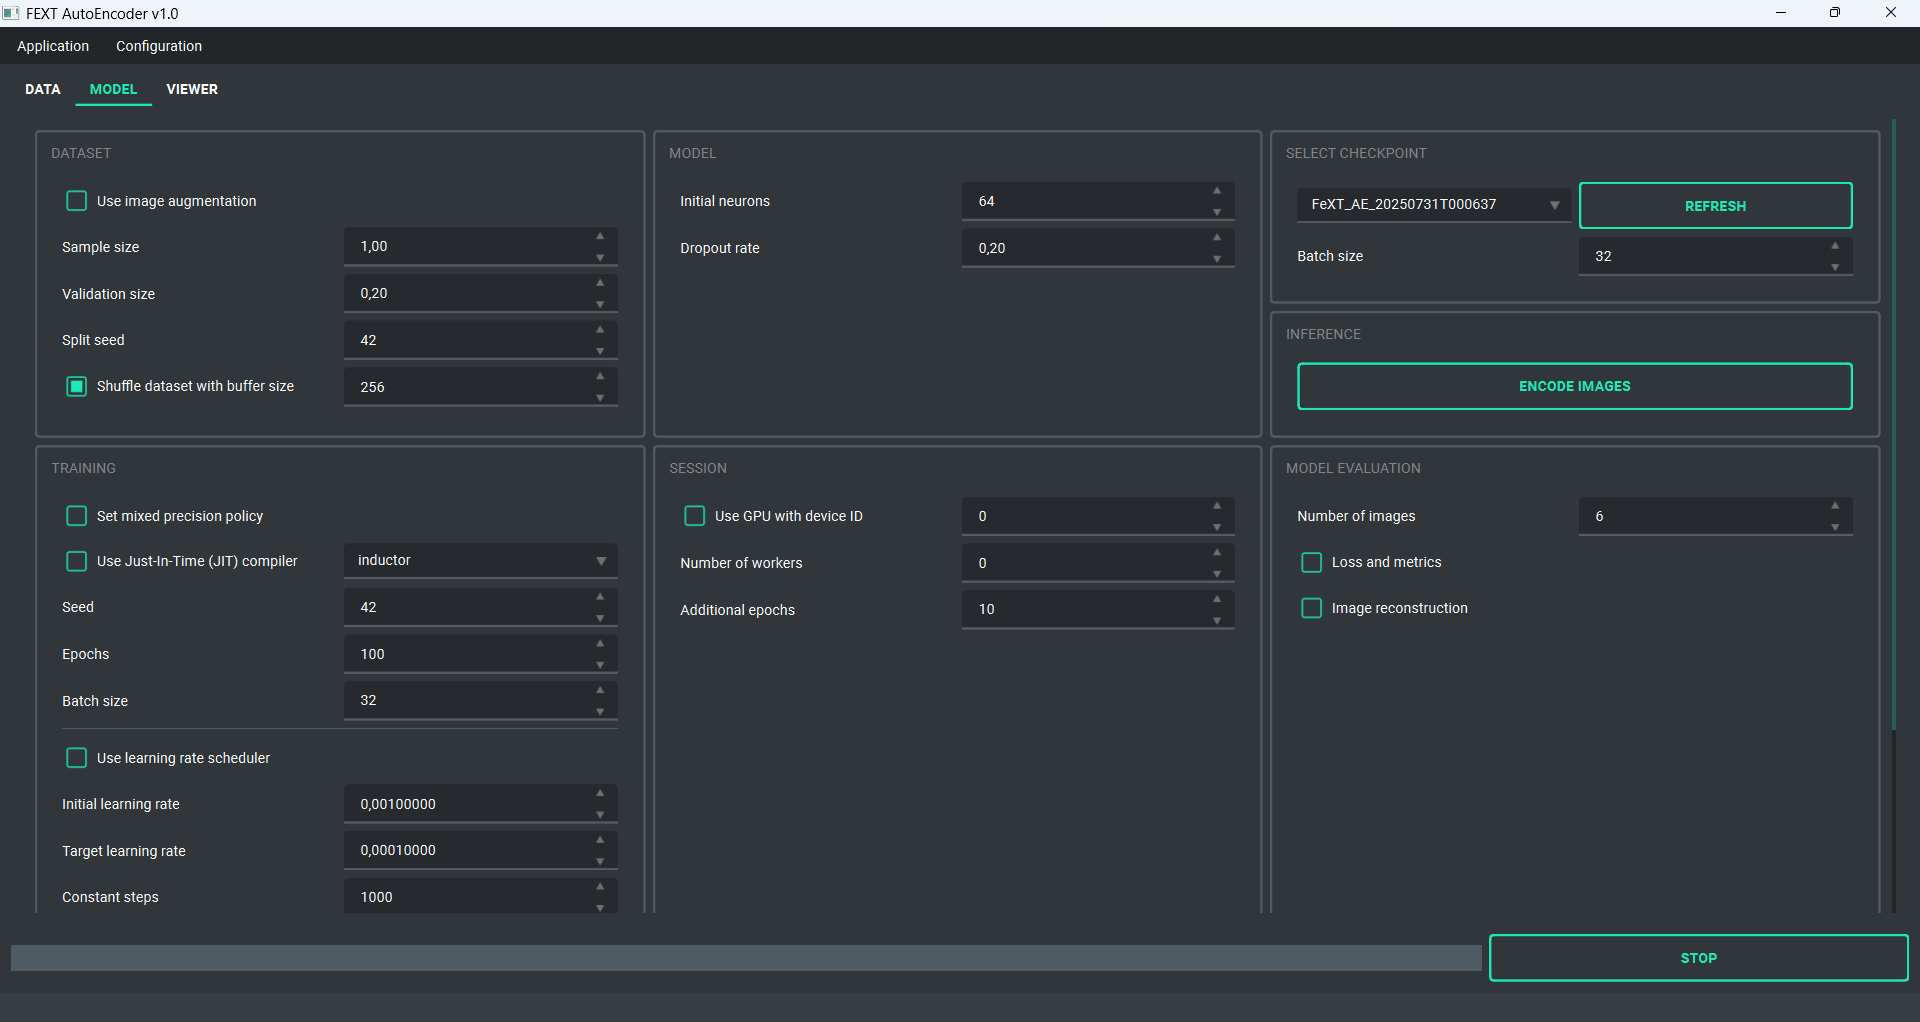 FEXT AutoEncoder v1.0
Application Configuration
DATA MODEL VIEWER
DATASET
Use image augmentation
Sample size 1,00
Validation size 0,20
Split seed 42
Shuffle dataset with buffer size 256
MODEL
Initial neurons 64
Dropout rate 0,20
SELECT CHECKPOINT
FeXT_AE_20250731T000637 REFRESH
Batch size 32
INFERENCE
ENCODE IMAGES
TRAINING
Set mixed precision policy
Use Just-In-Time (JIT) compiler inductor
Seed 42
Epochs 100
Batch size 32
Use learning rate scheduler
Initial learning rate 0,00100000
Target learning rate 0,00010000
Constant steps 1000
SESSION
Use GPU with device ID 0
Number of workers 0
Additional epochs 10
MODEL EVALUATION
Number of images 6
Loss and metrics
Image reconstruction
STOP